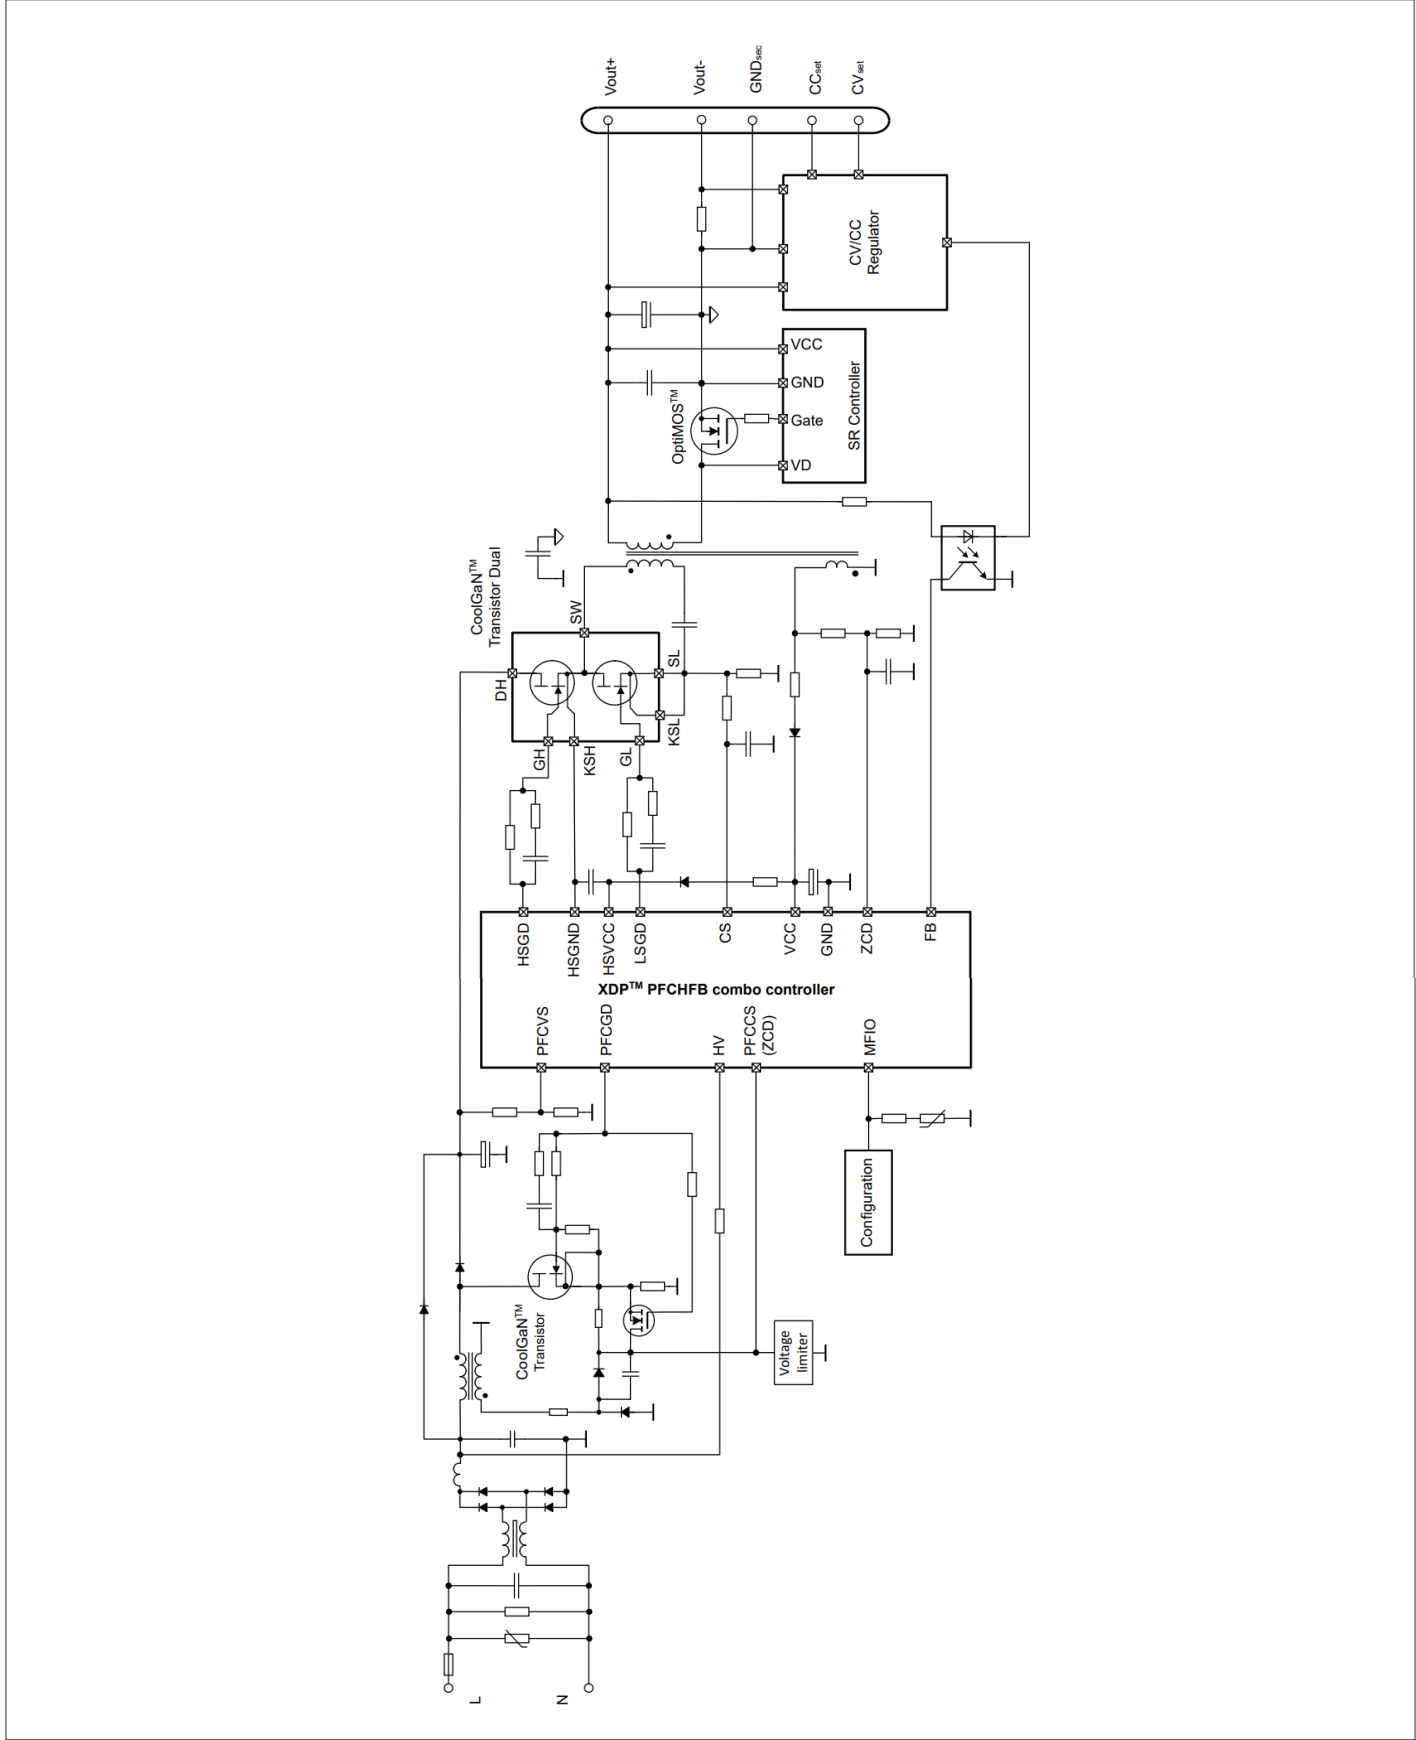 Vout+
Vout-
GNDsec
CCset
CVset
CV/CC
Regulator
VCC
GND
Gate
VD
SR Controller
OptiMOS™
CoolGaN™
Transistor Dual
SW
DH
SL
KSL
GH
KSH
GL
HSGD
HSGND
HSVCC
LSGD
CS
VCC
GND
ZCD
FB
XDP™ PFCHFB combo controller
PFCVS
PFCGD
HV
PFCCS
(ZCD)
MFIO
Configuration
CoolGaN™
Transistor
Voltage
limiter
L
N